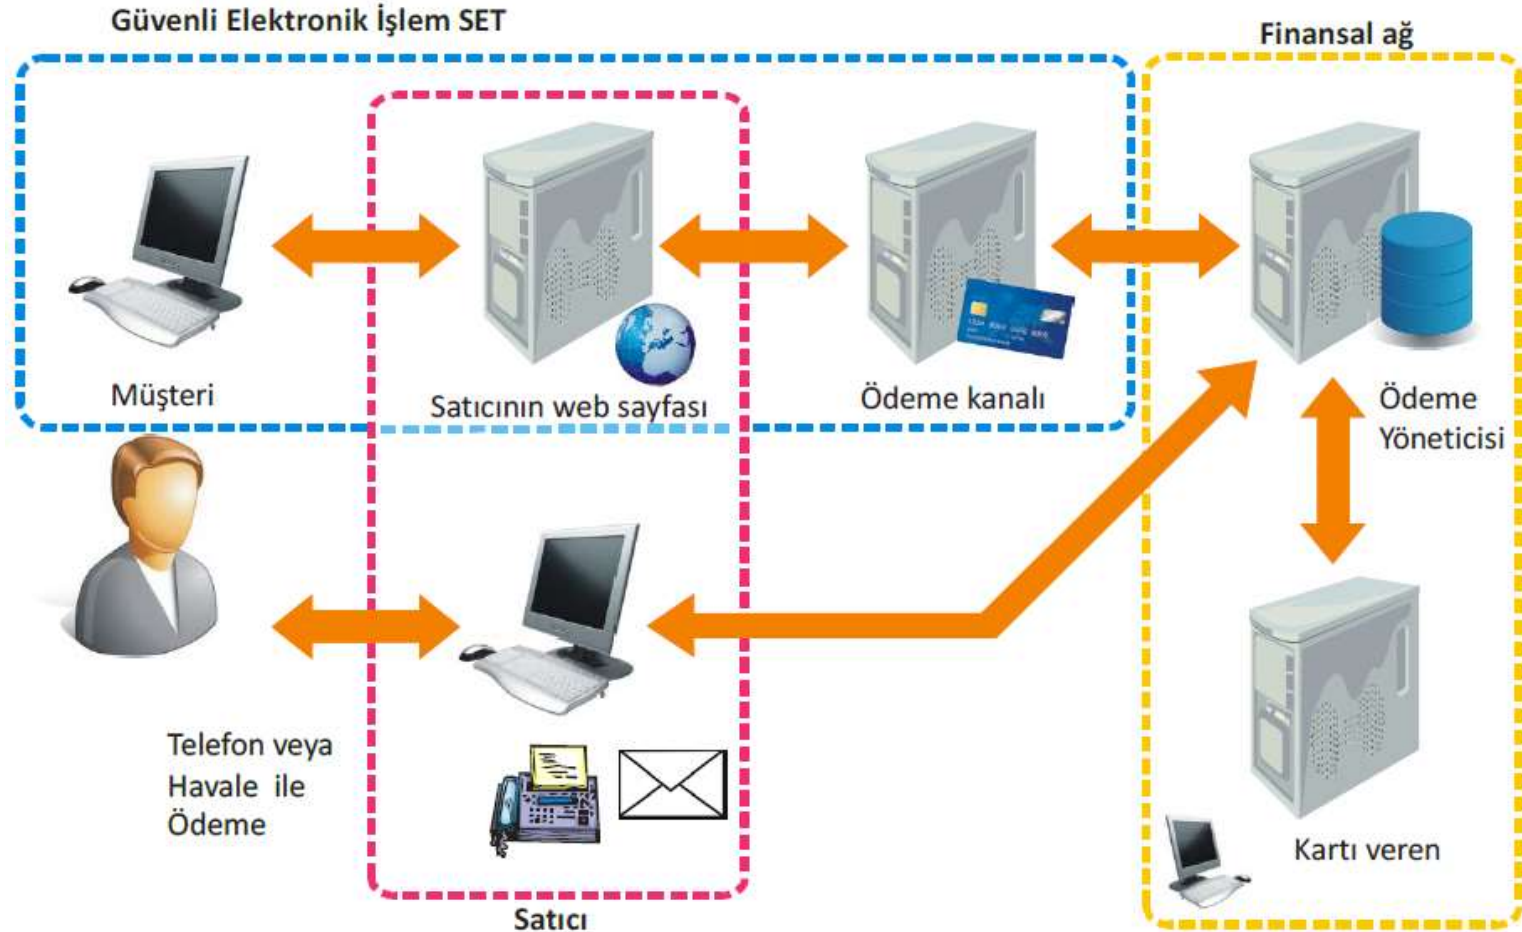 Güvenli Elektronik İşlem SET
Finansal ağ
Müşteri
Satıcının web sayfası
Ödeme kanalı
Ödeme
Yöneticisi
Telefon veya
Havale ile
Ödeme
Kartı veren
Satıcı